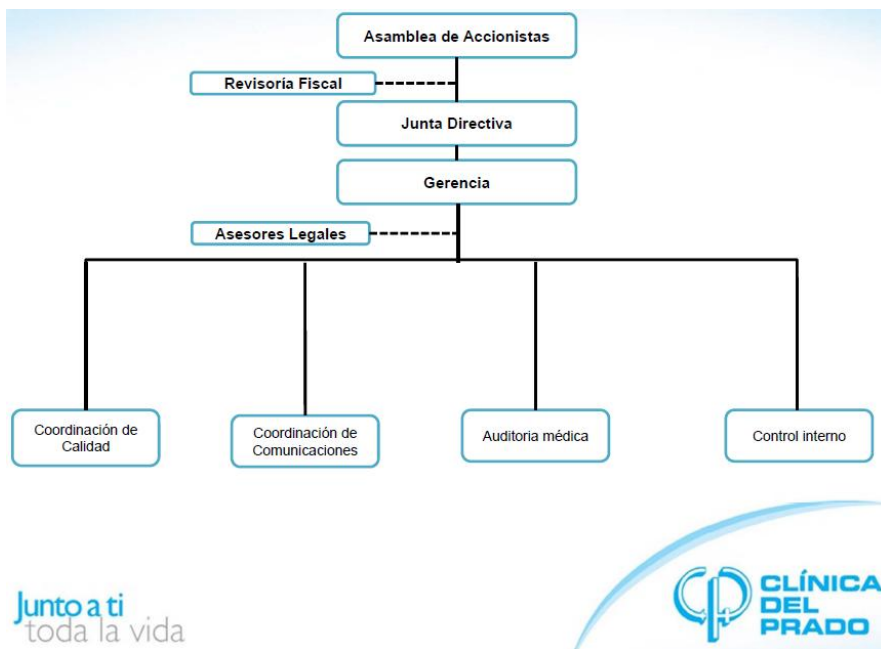 Asamblea de Accionistas
Revisoría Fiscal
Junta Directiva
Gerencia
Asesores Legales
Coordinación de
Calidad
Coordinación de
Comunicaciones
Auditoria médica
Control interno
Junto a ti
toda la vida
CLÍNICA
DEL
PRADO